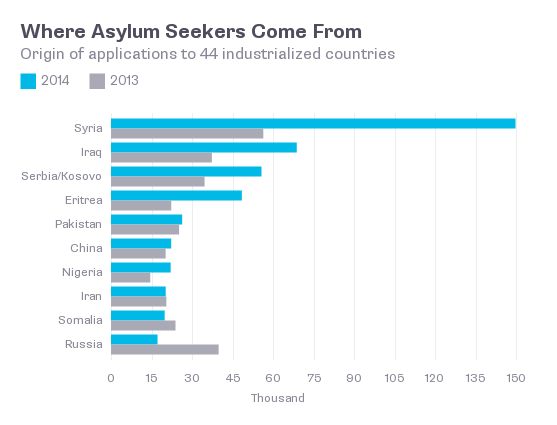 Where Asylum Seekers Come From
Origin of applications to 44 industrialized countries
2014 2013
Syria
Iraq
Serbia/Kosovo
Eritrea
Pakistan
China
Nigeria
Iran
Somalia
Russia
0 15 30 45 60 75 90 105 120 135 150
Thousand